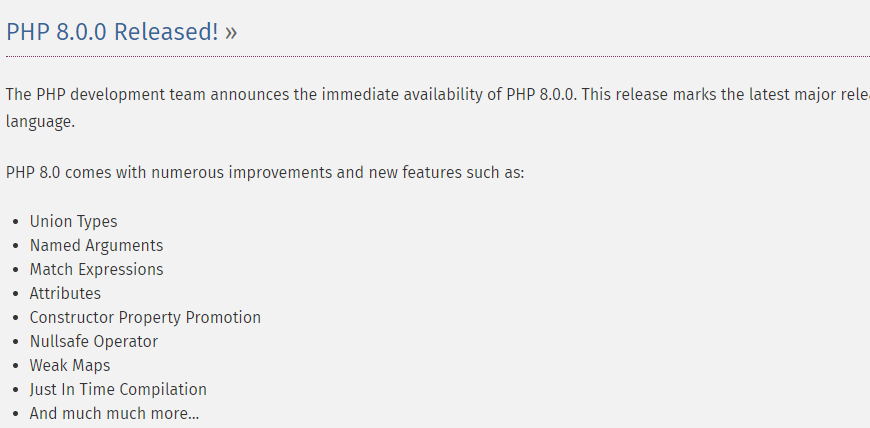 PHP 8.0.0 Released! »
The PHP development team announces the immediate availability of PHP 8.0.0. This release marks the latest major
language.
PHP 8.0 comes with numerous improvements and new features such as:
• Union Types
• Named Arguments
• Match Expressions
• Attributes
• Constructor Property Promotion
• Nullsafe Operator
• Weak Maps
• Just In Time Compilation
• And much much more...